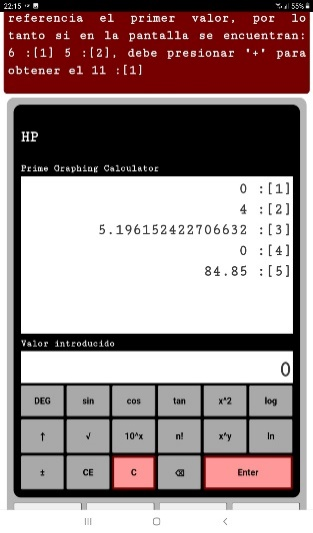 22:15
55%
referencia el primer valor, por lo
tanto si en la pantalla se encuentran:
6 :[1] 5 :[2], debe presionar "+" para
obtener el 11 :[1]
HP
Prime Graphing Calculator
0 :[1]
4 :[2]
5.196152422706632 :[3]
0 :[4]
84.85 :[5]
Valor introducido
0
DEG sin cos tan x^2 log
↑ √ 10^x n! x^y ln
± CE C ⌫ Enter